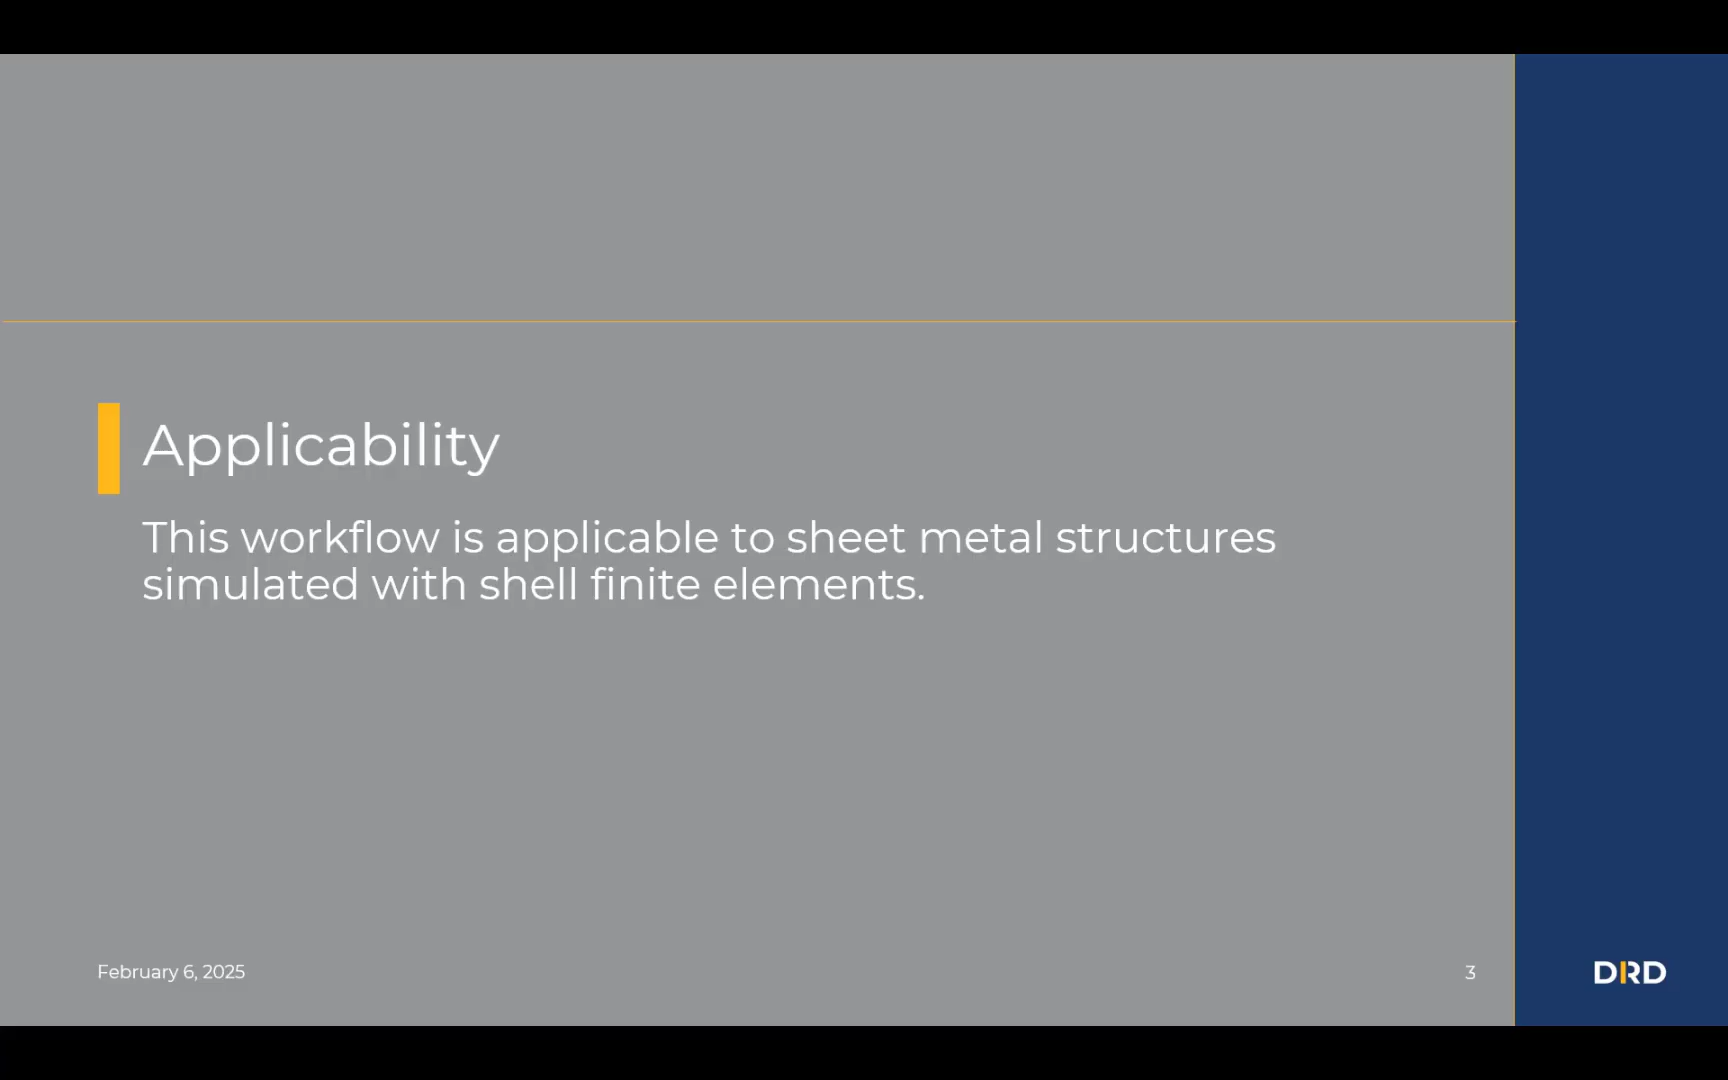 Applicability
This workflow is applicable to sheet metal structures
simulated with shell finite elements.
February 6, 2025
3
DRD